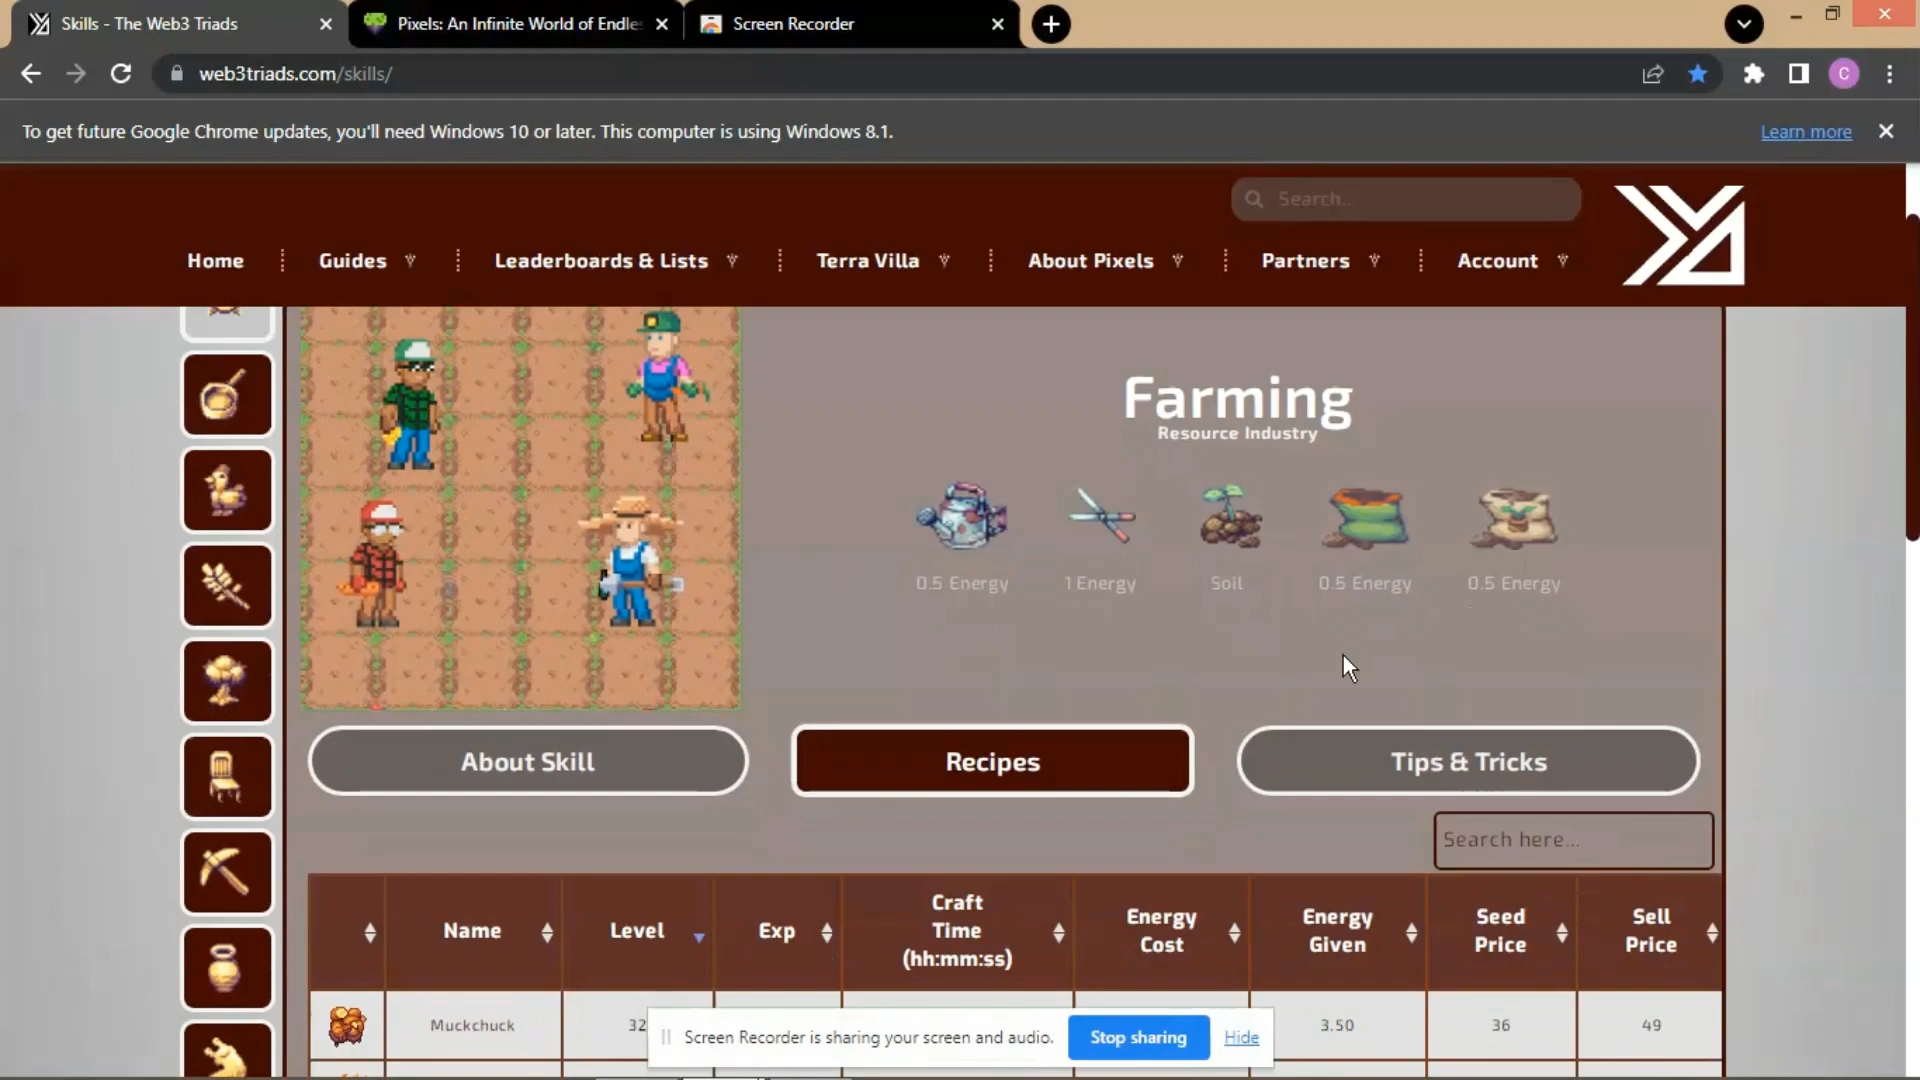 Skills - The Web3 Triads
Pixels: An Infinite World of Endle
Screen Recorder
web3triads.com/skills/
C
To get future Google Chrome updates, you'll need Windows 10 or later. This computer is using Windows 8.1.
Learn more
Search...
Home
Guides
Leaderboards & Lists
Terra Villa
About Pixels
Partners
Account
Farming
Resource Industry
0.5 Energy
1 Energy
Soil
0.5 Energy
0.5 Energy
About Skill
Recipes
Tips & Tricks
Search here...
Name
Level
Exp
Craft
Time
(hh:mm:ss)
Energy
Cost
Energy
Given
Seed
Price
Sell
Price
Muckchuck
32
3.50
36
49
Screen Recorder is sharing your screen and audio.
Stop sharing
Hide